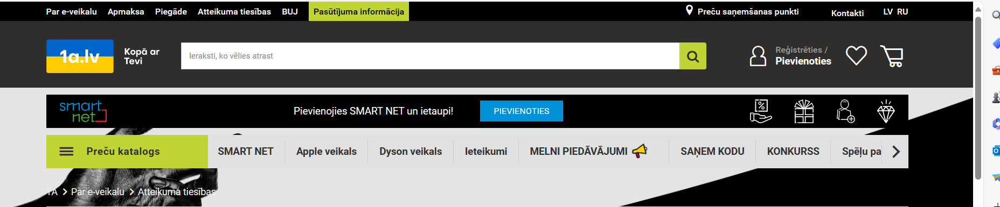 Par e-veikalu Apmaksa Piegāde Atteikuma tiesības BUJ Pasūtījuma informācija Preču saņemšanas punkti Kontakti LV RU
1a.lv Kopā ar Tevi
Ieraksti, ko vēlies atrast
Reģistrēties /
Pievienoties
smart net
Pievienojies SMART NET un ietaupi! PIEVIENOTIES
Preču katalogs SMART NET Apple veikals Dyson veikals Ieteikumi MELNI PIEDĀVĀJUMI SAŅEM KODU KONKURSS Spēļu pa
1A Par e-veikalu Atteikuma tiesības